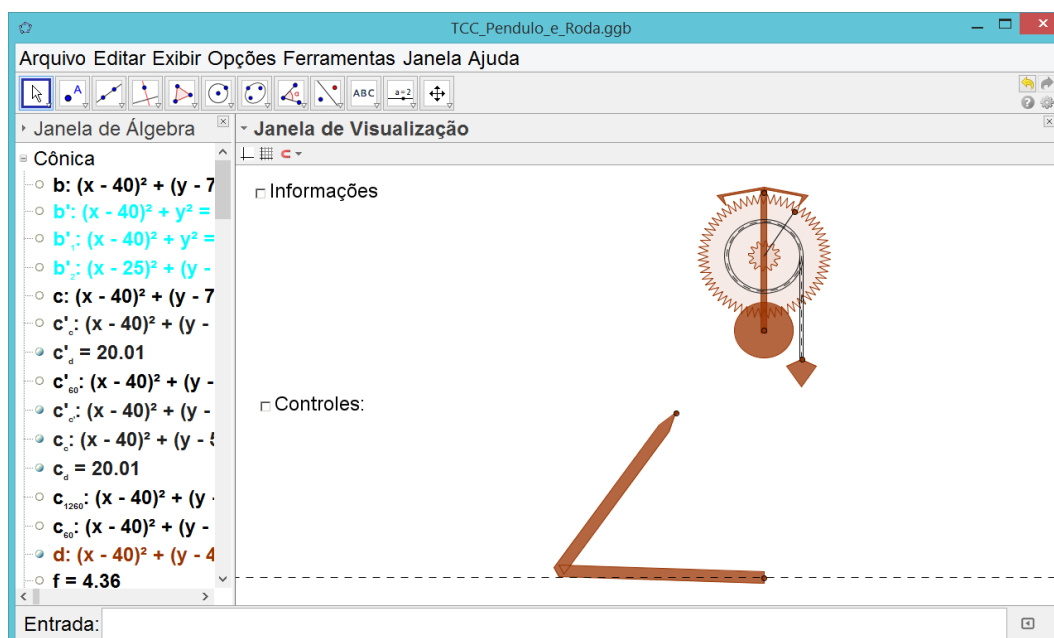 TCC_Pendulo_e_Roda.ggb
Arquivo Editar Exibir Opções Ferramentas Janela Ajuda
A
α
ABC
a=2
Janela de Álgebra
Janela de Visualização
Cônica
b: (x - 40)² + (y - 7
b': (x - 40)² + y² =
b'₁: (x - 40)² + y² =
b'₂: (x - 25)² + (y -
c: (x - 40)² + (y - 7
c'c: (x - 40)² + (y -
c'd = 20.01
c'₆₀: (x - 40)² + (y -
c'c': (x - 40)² + (y -
cc: (x - 40)² + (y - 5
cd = 20.01
c₁₂₆₀: (x - 40)² + (y -
c₆₀: (x - 40)² + (y -
d: (x - 40)² + (y - 4
f = 4.36
Informações
Controles:
Entrada: